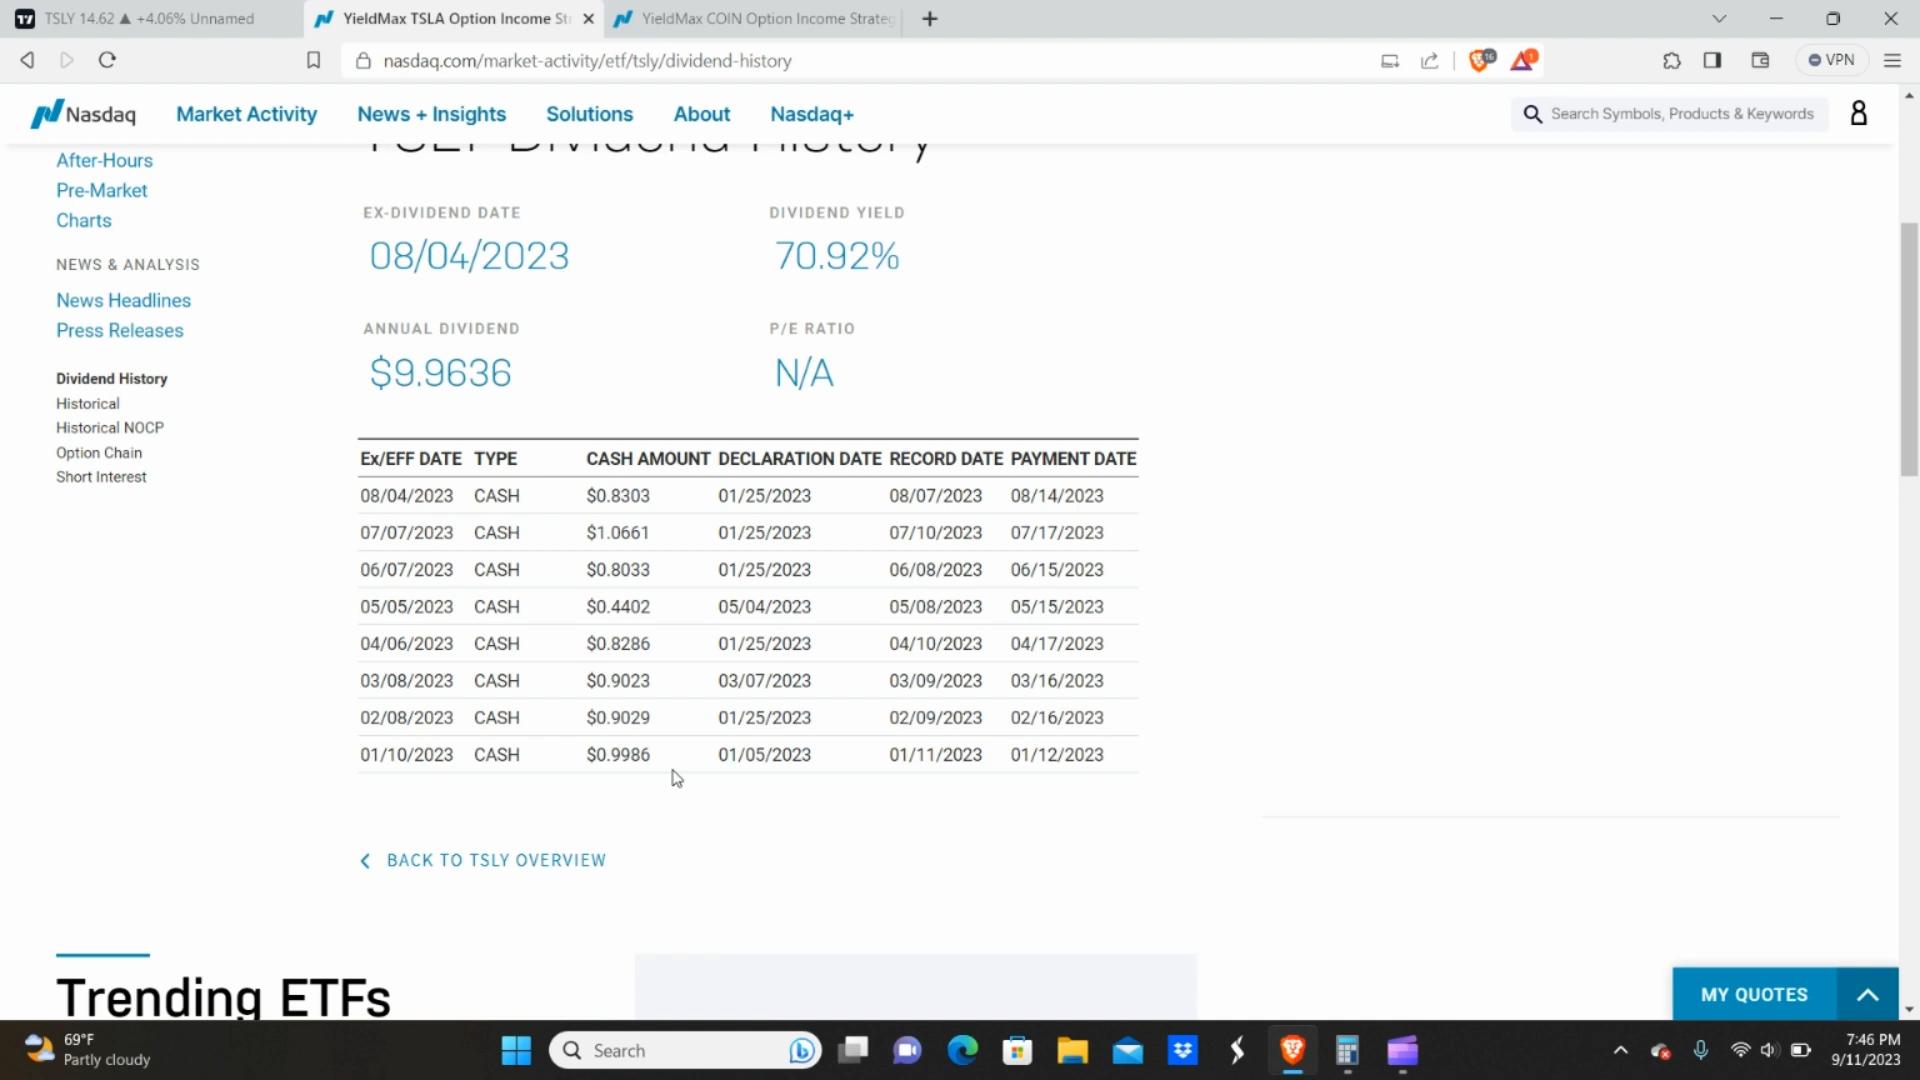 TSLY 14.62 ▲ +4.06% Unnamed
YieldMax TSLA Option Income St
YieldMax COIN Option Income Strateg
nasdaq.com/market-activity/etf/tsly/dividend-history
16
1
VPN
Nasdaq
Market Activity
News + Insights
Solutions
About
Nasdaq+
Search Symbols, Products & Keywords
TSLY Dividend History
After-Hours
Pre-Market
Charts
NEWS & ANALYSIS
News Headlines
Press Releases
Dividend History
Historical
Historical NOCP
Option Chain
Short Interest
EX-DIVIDEND DATE
08/04/2023
DIVIDEND YIELD
70.92%
ANNUAL DIVIDEND
$9.9636
P/E RATIO
N/A
Ex/EFF DATE TYPE CASH AMOUNT DECLARATION DATE RECORD DATE PAYMENT DATE
08/04/2023 CASH $0.8303 01/25/2023 08/07/2023 08/14/2023
07/07/2023 CASH $1.0661 01/25/2023 07/10/2023 07/17/2023
06/07/2023 CASH $0.8033 01/25/2023 06/08/2023 06/15/2023
05/05/2023 CASH $0.4402 05/04/2023 05/08/2023 05/15/2023
04/06/2023 CASH $0.8286 01/25/2023 04/10/2023 04/17/2023
03/08/2023 CASH $0.9023 03/07/2023 03/09/2023 03/16/2023
02/08/2023 CASH $0.9029 01/25/2023 02/09/2023 02/16/2023
01/10/2023 CASH $0.9986 01/05/2023 01/11/2023 01/12/2023
BACK TO TSLY OVERVIEW
Trending ETFs
MY QUOTES
69°F
Partly cloudy
Search
7:46 PM
9/11/2023